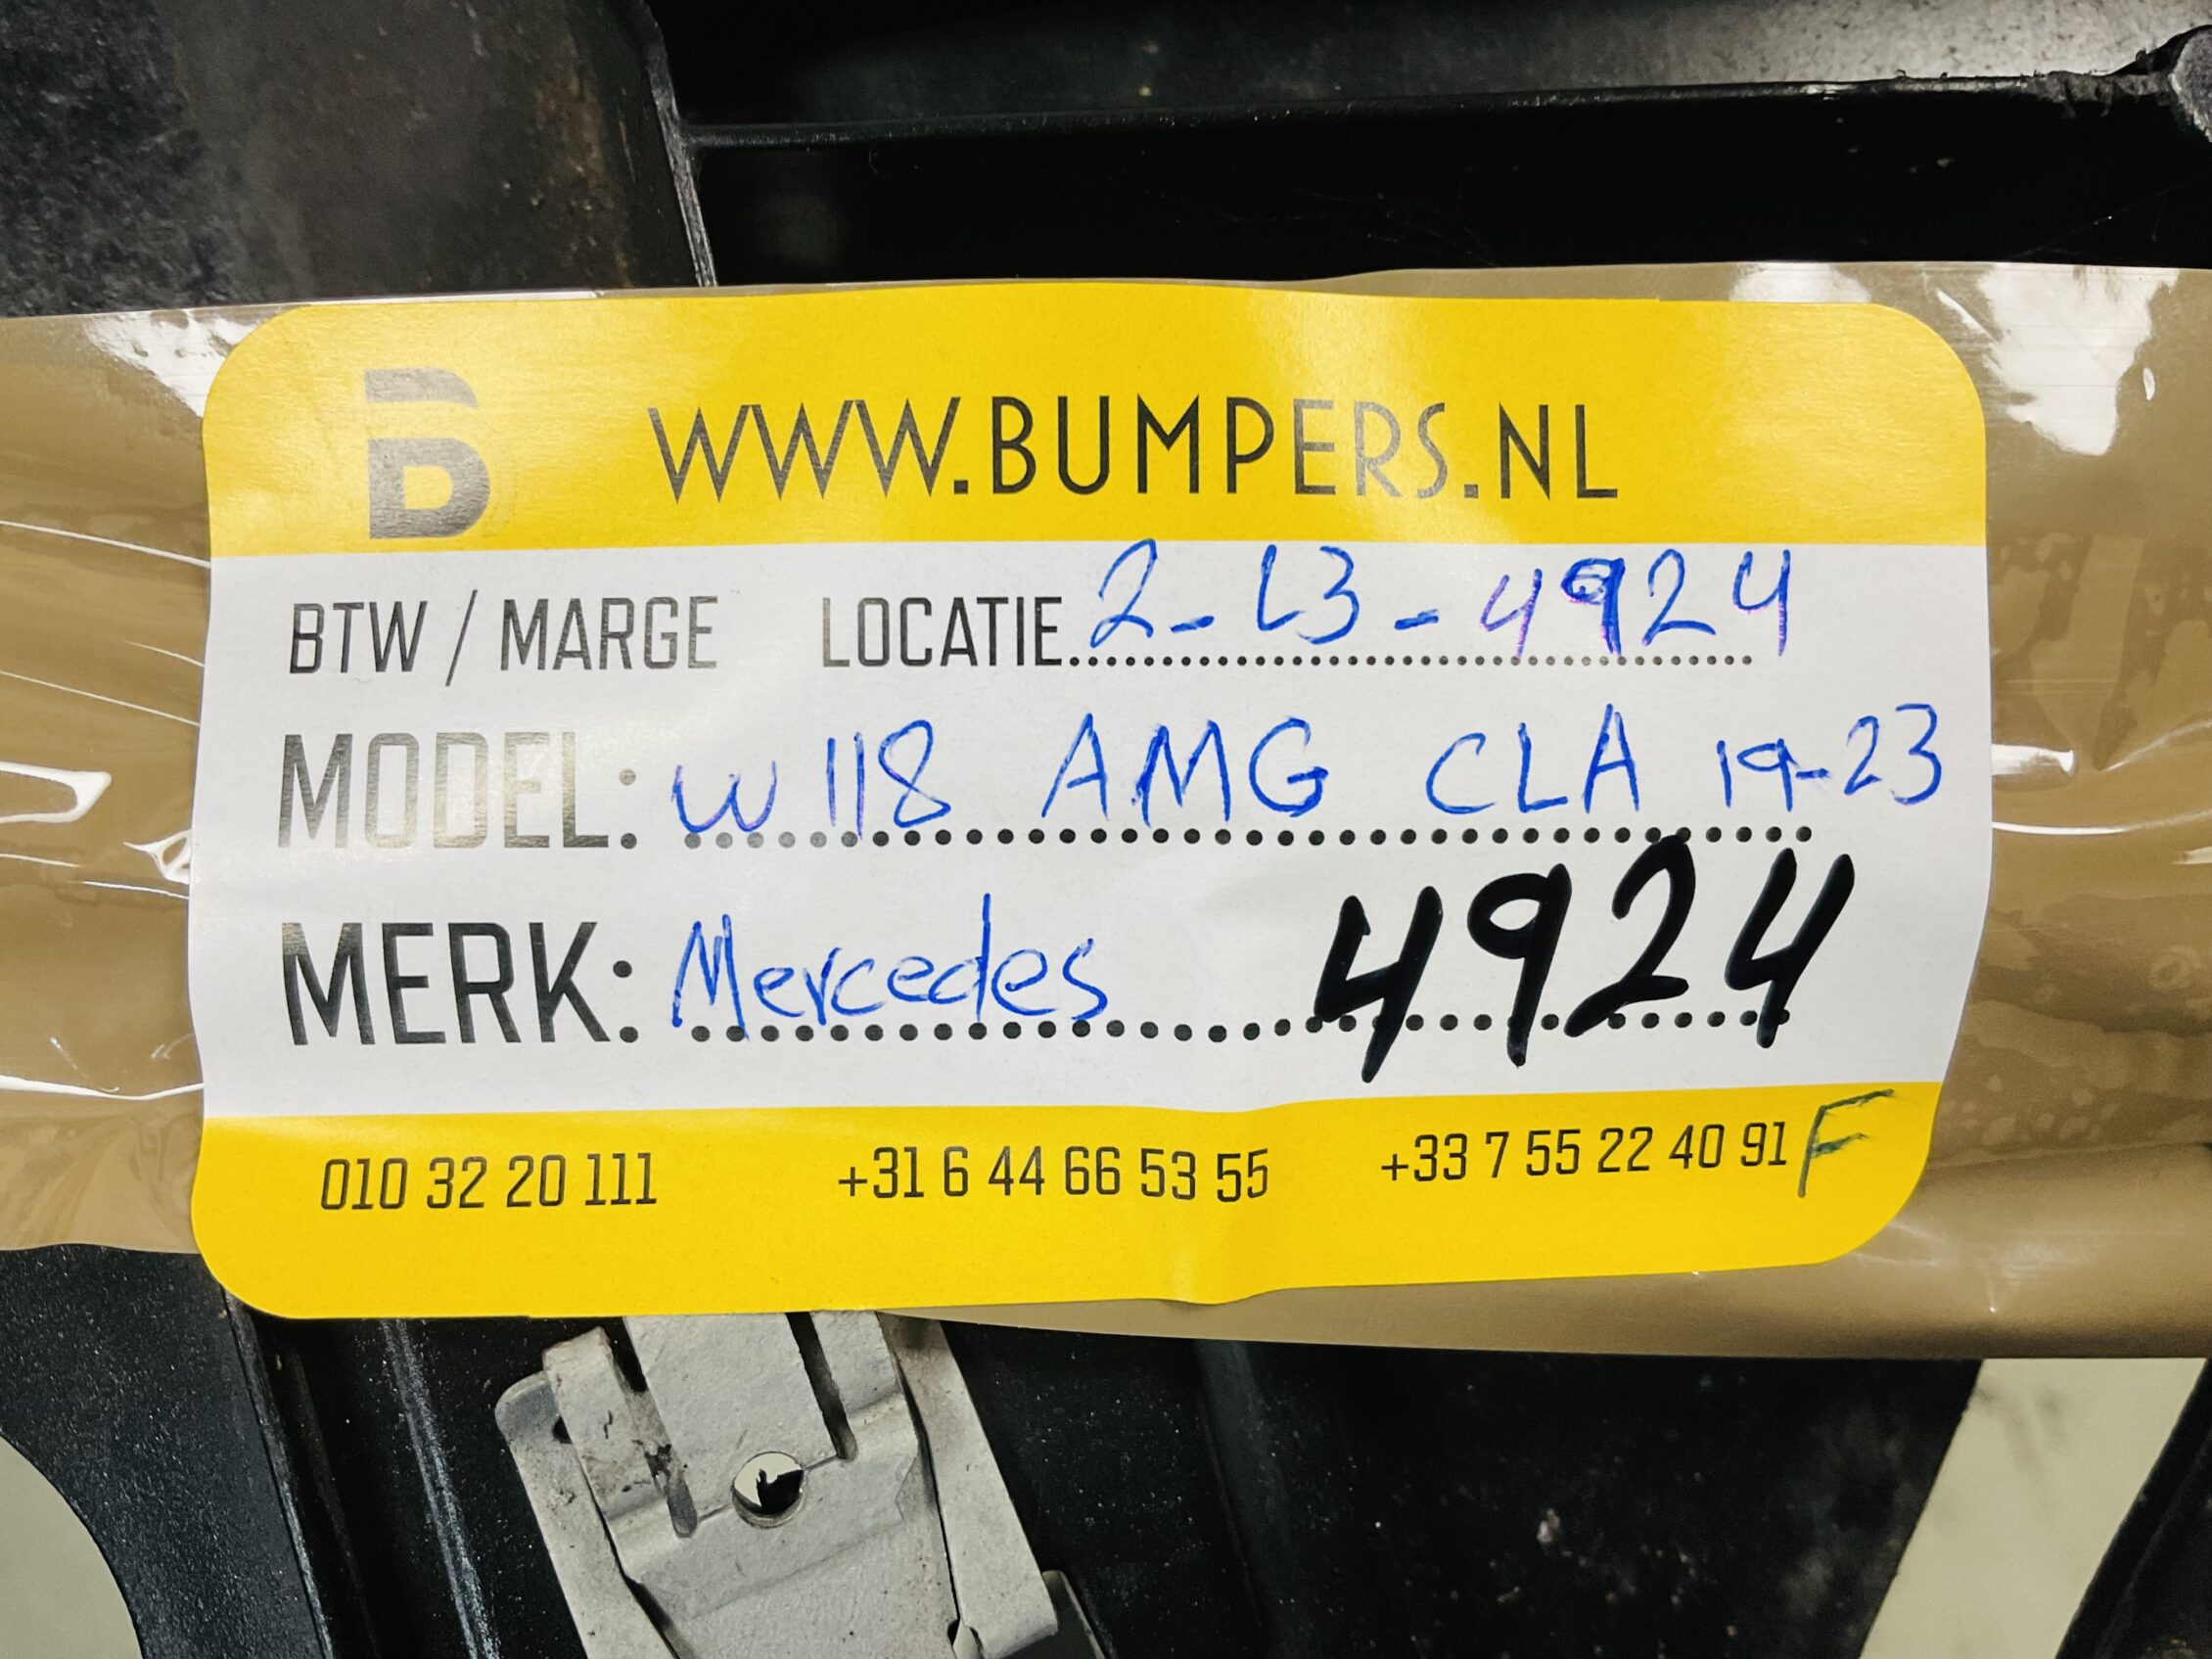 B WWW.BUMPERS.NL
BTW / MARGE LOCATIE 2-L3-4924
MODEL: W118 AMG CLA 19-23
MERK: Mercedes 4924
010 32 20 111 +31 6 44 66 53 55 +33 7 55 22 40 91 F